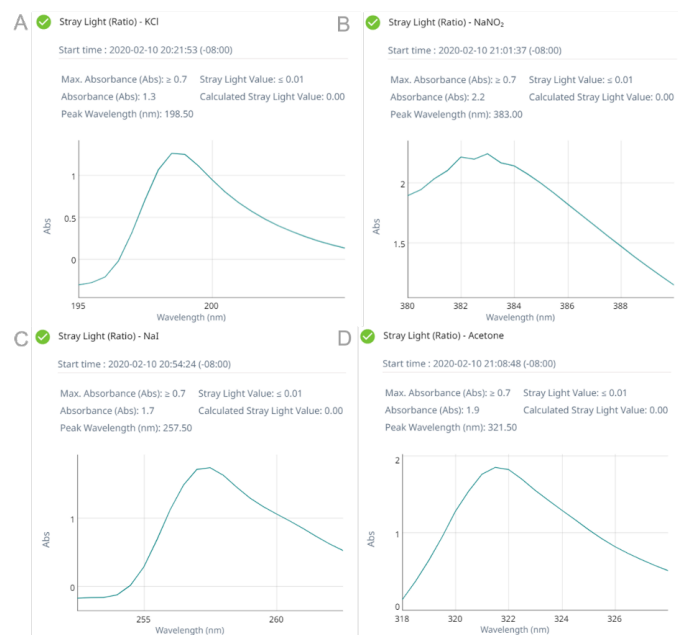 A
Stray Light (Ratio) - KCl
Start time : 2020-02-10 20:21:53 (-08:00)
Max. Absorbance (Abs): ≥ 0.7 Stray Light Value: ≤ 0.01
Absorbance (Abs): 1.3 Calculated Stray Light Value: 0.00
Peak Wavelength (nm): 198.50
1
0.5
0
Abs
195 200
Wavelength (nm)
B
Stray Light (Ratio) - NaNO₂
Start time : 2020-02-10 21:01:37 (-08:00)
Max. Absorbance (Abs): ≥ 0.7 Stray Light Value: ≤ 0.01
Absorbance (Abs): 2.2 Calculated Stray Light Value: 0.00
Peak Wavelength (nm): 383.00
2
1.5
Abs
380 382 384 386 388
Wavelength (nm)
C
Stray Light (Ratio) - NaI
Start time : 2020-02-10 20:54:24 (-08:00)
Max. Absorbance (Abs): ≥ 0.7 Stray Light Value: ≤ 0.01
Absorbance (Abs): 1.7 Calculated Stray Light Value: 0.00
Peak Wavelength (nm): 257.50
1
0
Abs
255 260
Wavelength (nm)
D
Stray Light (Ratio) - Acetone
Start time : 2020-02-10 21:08:48 (-08:00)
Max. Absorbance (Abs): ≥ 0.7 Stray Light Value: ≤ 0.01
Absorbance (Abs): 1.9 Calculated Stray Light Value: 0.00
Peak Wavelength (nm): 321.50
2
1
0
Abs
318 320 322 324 326
Wavelength (nm)